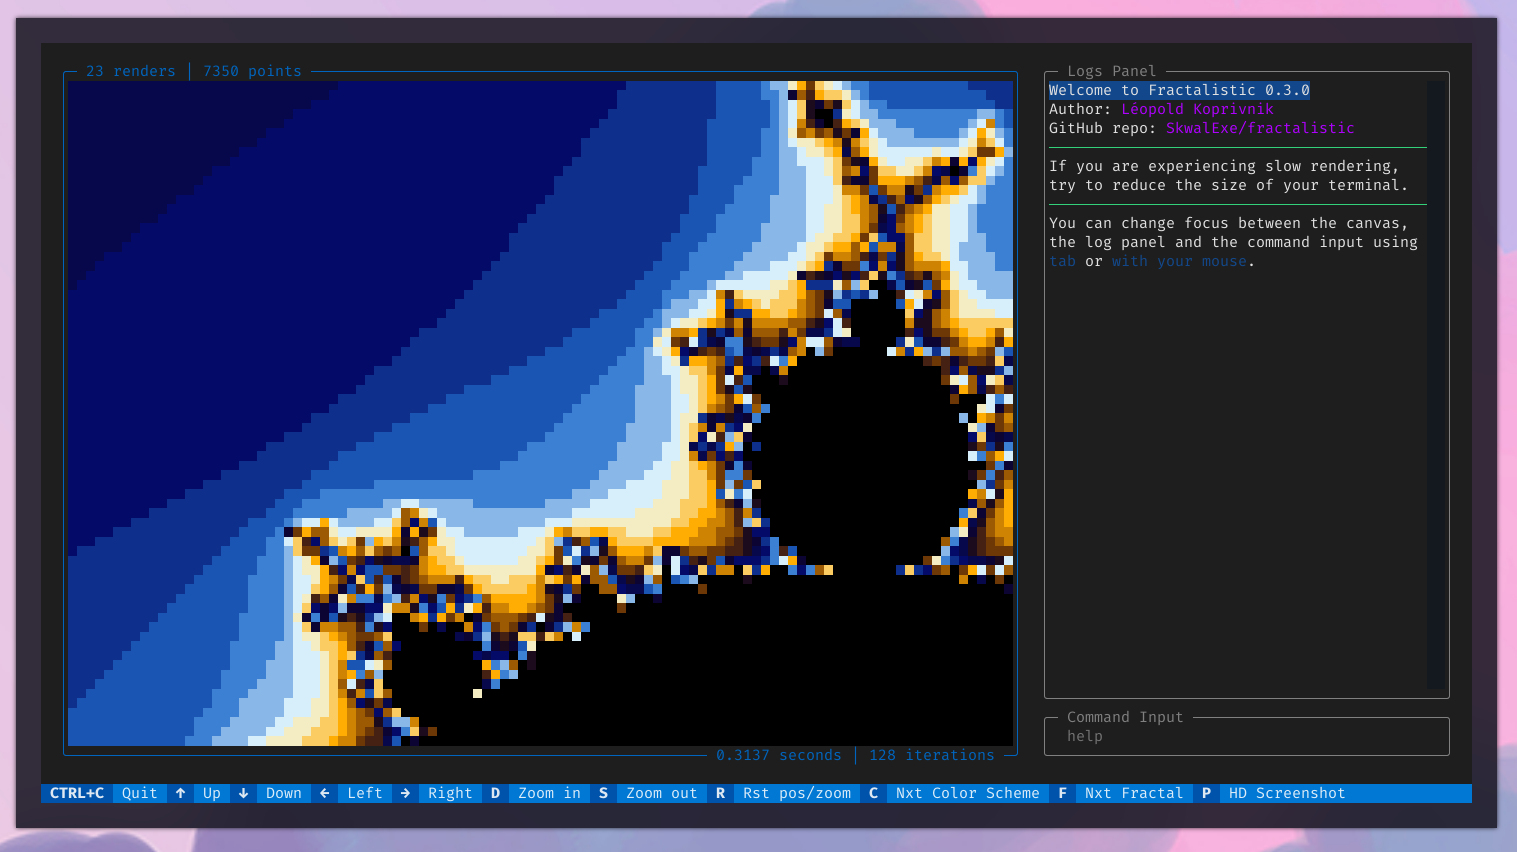 23 renders │ 7350 points
Logs Panel
Welcome to Fractalistic 0.3.0
Author: Léopold Koprivnik
GitHub repo: SkwalExe/fractalistic
If you are experiencing slow rendering,
try to reduce the size of your terminal.
You can change focus between the canvas,
the log panel and the command input using
tab or with your mouse.
Command Input
help
0.3137 seconds │ 128 iterations
CTRL+C Quit ↑ Up ↓ Down ← Left → Right D Zoom in S Zoom out R Rst pos/zoom C Nxt Color Scheme F Nxt Fractal P HD Screenshot